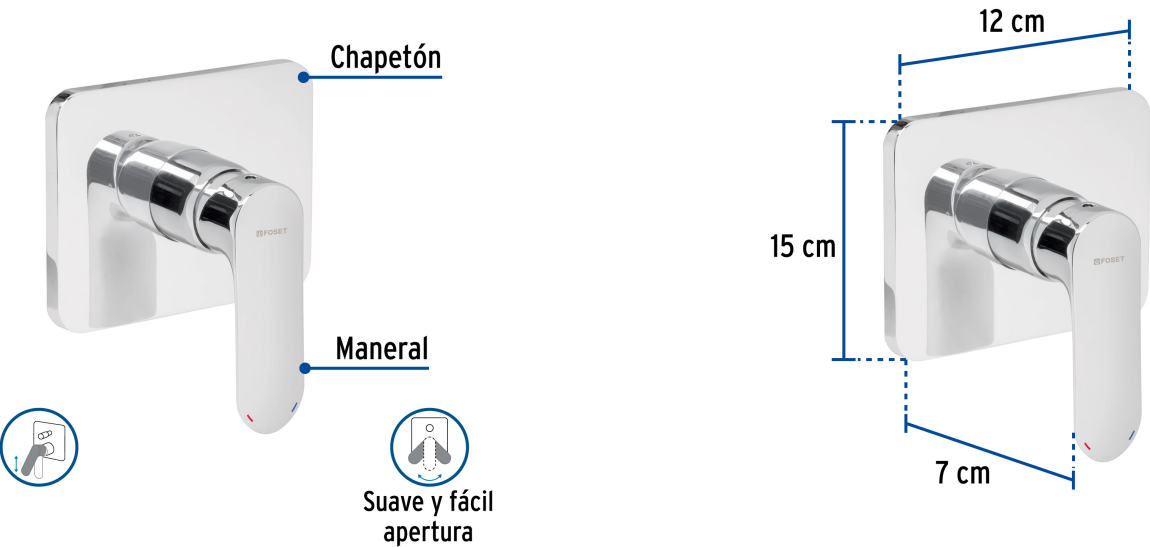 Chapetón
FOSET
Maneral
Suave y fácil
apertura
12 cm
15 cm
FOSET
7 cm